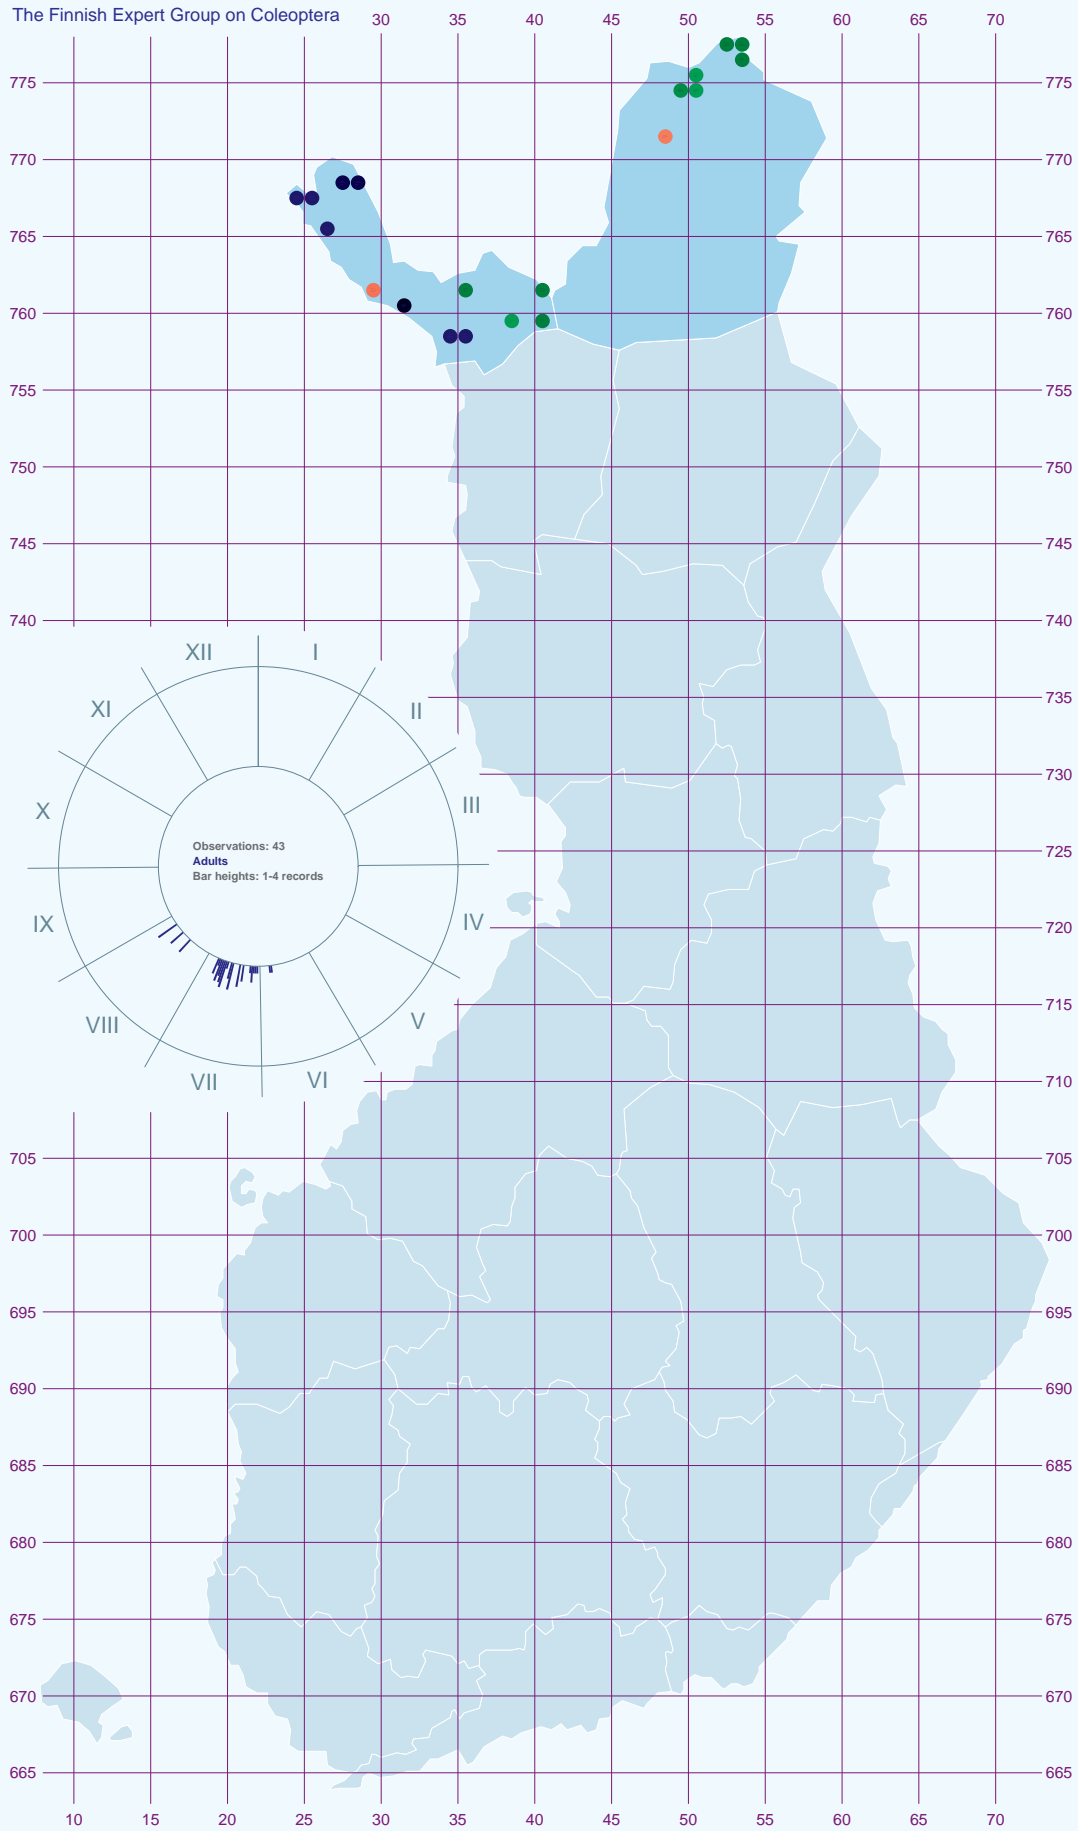 The Finnish Expert Group on Coleoptera
30 35 40 45 50 55 60 65 70
775 775
770 770
765 765
760 760
755 755
750 750
745 745
740 740
735
730
725
720
715
710
705 705
700 700
695 695
690 690
685 685
680 680
675 675
670 670
665 665
10 15 20 25 30 35 40 45 50 55 60 65 70
XII I
XI II
X III
IX IV
VIII V
VII VI
Observations: 43
Adults
Bar heights: 1-4 records